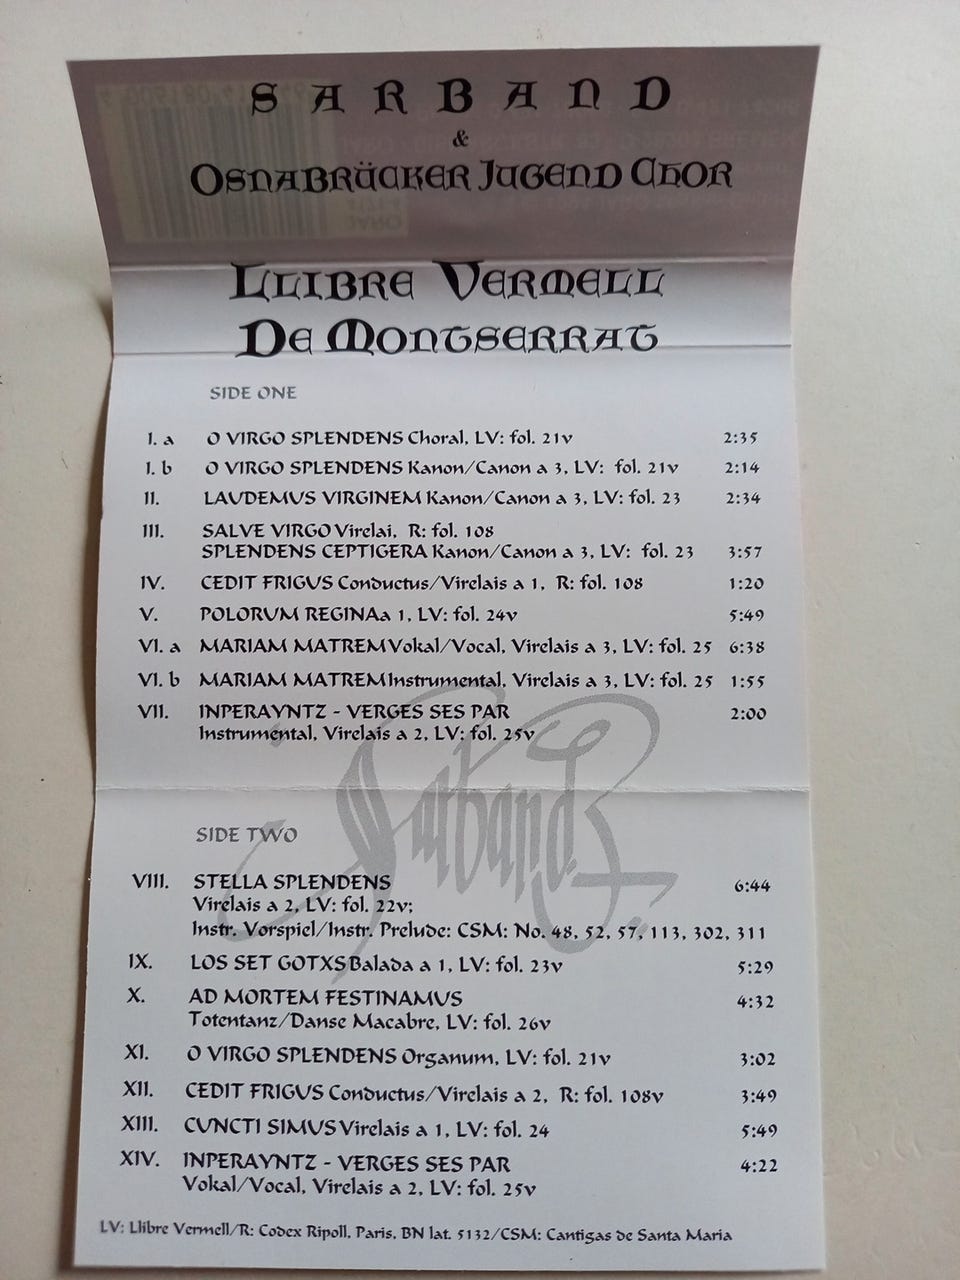 SARBAND
&
OSNABRÜCKER JUGEND CHOR
LLIBRE VERMELL
DE MONTSERRAT
SIDE ONE
I. a O VIRGO SPLENDENS Choral, LV: fol. 21v 2:35
I. b O VIRGO SPLENDENS Kanon/Canon a 3, LV: fol. 21v 2:14
II. LAUDEMUS VIRGINEM Kanon/Canon a 3, LV: fol. 23 2:34
III. SALVE VIRGO Virelai, R: fol. 108
SPLENDENS CEPTIGERA Kanon/Canon a 3, LV: fol. 23 3:57
IV. CEDIT FRIGUS Conductus/Virelais a 1, R: fol. 108 1:20
V. POLORUM REGINAa 1, LV: fol. 24v 5:49
VI. a MARIAM MATREMVokal/Vocal, Virelais a 3, LV: fol. 25 6:38
VI. b MARIAM MATREMInstrumental, Virelais a 3, LV: fol. 25 1:55
VII. INPERAYNTZ - VERGES SES PAR 2:00
Instrumental, Virelais a 2, LV: fol. 25v
Sarband
SIDE TWO
VIII. STELLA SPLENDENS 6:44
Virelais a 2, LV: fol. 22v;
Instr. Vorspiel/Instr. Prelude: CSM: No. 48, 52, 57, 113, 302, 311
IX. LOS SET GOTXSBalada a 1, LV: fol. 23v 5:29
X. AD MORTEM FESTINAMUS 4:32
Totentanz/Danse Macabre, LV: fol. 26v
XI. O VIRGO SPLENDENS Organum, LV: fol. 21v 3:02
XII. CEDIT FRIGUS Conductus/Virelais a 2, R: fol. 108v 3:49
XIII. CUNCTI SIMUSVirelais a 1, LV: fol. 24 5:49
XIV. INPERAYNTZ - VERGES SES PAR 4:22
Vokal/Vocal, Virelais a 2, LV: fol. 25v
LV: Llibre Vermell/R: Codex Ripoll, Paris, BN lat. 5132/CSM: Cantigas de Santa Maria